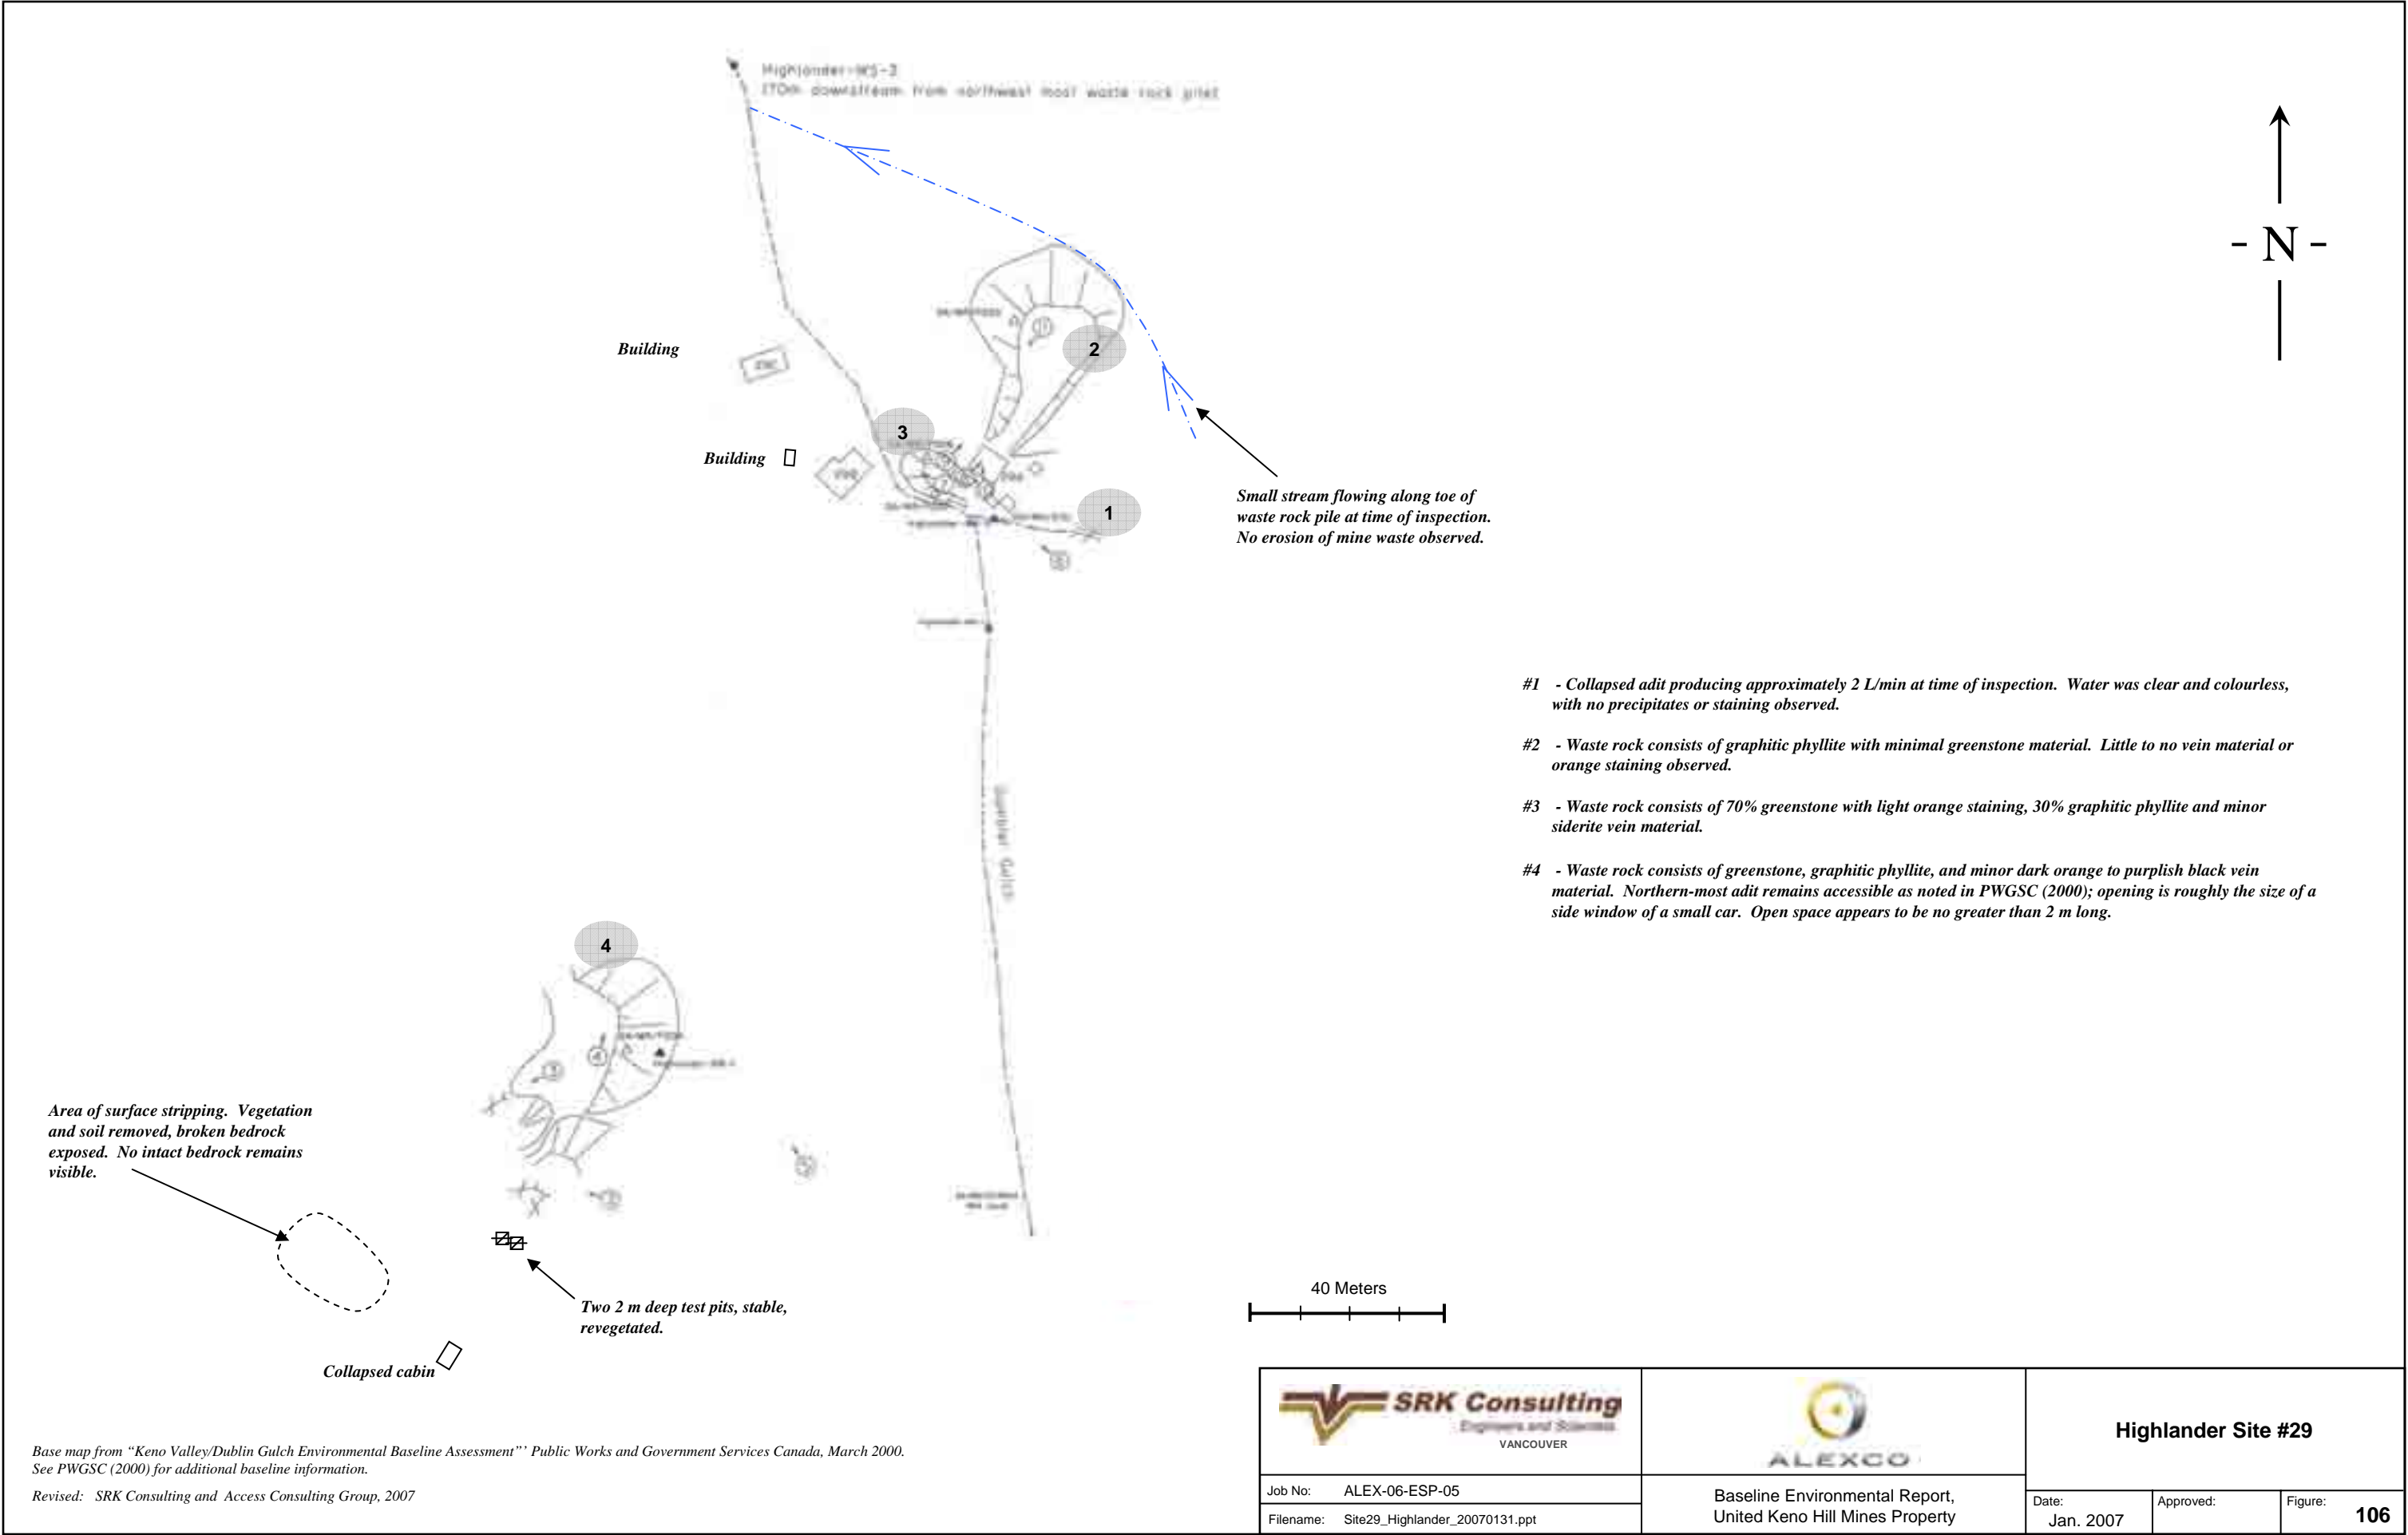 Highlander-WS-3
170m downstream from northwest most waste rock pile)
Building
2
3
Building
1
Small stream flowing along toe of
waste rock pile at time of inspection.
No erosion of mine waste observed.
- N -
#1 - Collapsed adit producing approximately 2 L/min at time of inspection. Water was clear and colourless,
with no precipitates or staining observed.
#2 - Waste rock consists of graphitic phyllite with minimal greenstone material. Little to no vein material or
orange staining observed.
#3 - Waste rock consists of 70% greenstone with light orange staining, 30% graphitic phyllite and minor
siderite vein material.
#4 - Waste rock consists of greenstone, graphitic phyllite, and minor dark orange to purplish black vein
material. Northern-most adit remains accessible as noted in PWGSC (2000); opening is roughly the size of a
side window of a small car. Open space appears to be no greater than 2 m long.
Gulch
4
Area of surface stripping. Vegetation
and soil removed, broken bedrock
exposed. No intact bedrock remains
visible.
Two 2 m deep test pits, stable,
revegetated.
Collapsed cabin
40 Meters
Base map from “Keno Valley/Dublin Gulch Environmental Baseline Assessment”’ Public Works and Government Services Canada, March 2000.
See PWGSC (2000) for additional baseline information.
Revised: SRK Consulting and Access Consulting Group, 2007
SRK Consulting
Engineers and Scientists
VANCOUVER
Job No: ALEX-06-ESP-05
Filename: Site29_Highlander_20070131.ppt
ALEXCO
Baseline Environmental Report,
United Keno Hill Mines Property
Highlander Site #29
Date:
Jan. 2007
Approved:
Figure:
106